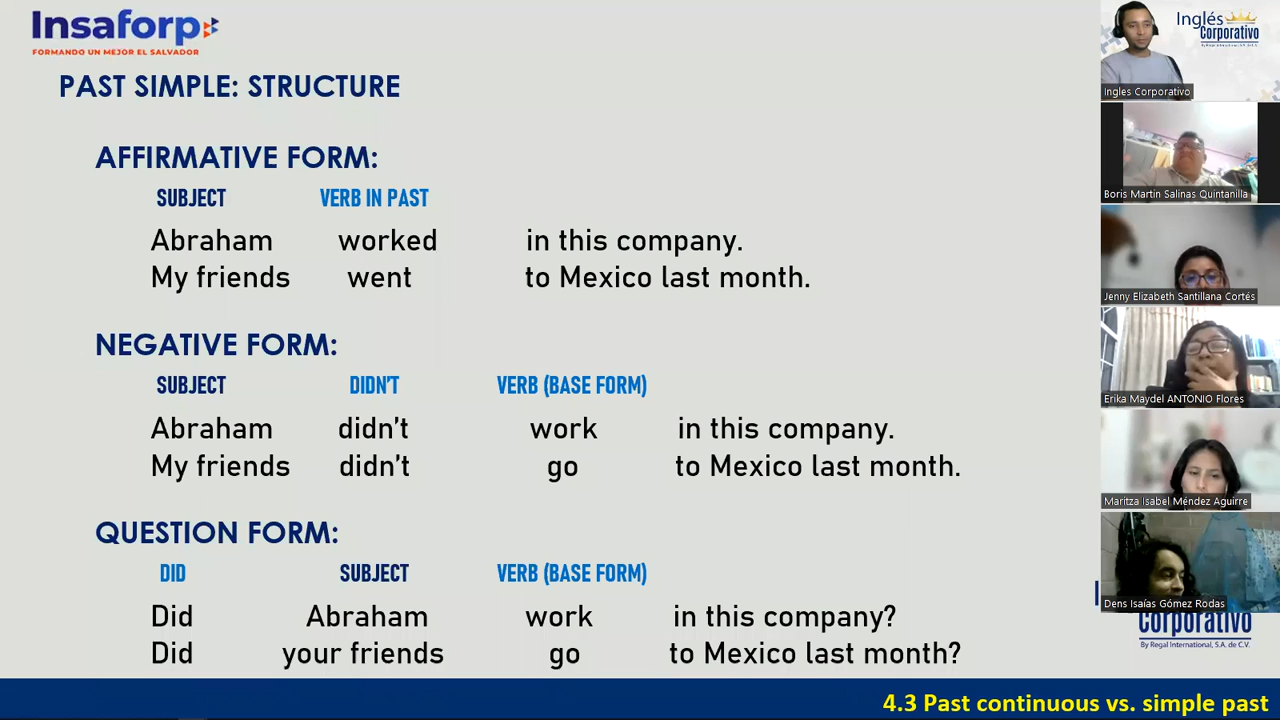 Insaforp
FORMANDO UN MEJOR EL SALVADOR
PAST SIMPLE: STRUCTURE
AFFIRMATIVE FORM:
SUBJECT VERB IN PAST
Abraham worked in this company.
My friends went to Mexico last month.
NEGATIVE FORM:
SUBJECT DIDN'T VERB (BASE FORM)
Abraham didn't work in this company.
My friends didn't go to Mexico last month.
QUESTION FORM:
DID SUBJECT VERB (BASE FORM)
Did Abraham work in this company?
Did your friends go to Mexico last month?
4.3 Past continuous vs. simple past
Inglés
Corporativo
By Regal International, S.A. de C.V.
Ingles Corporativo
Boris Martin Salinas Quintanilla
Jenny Elizabeth Santillana Cortés
Erika Maydel ANTONIO Flores
Maritza Isabel Méndez Aguirre
Dens Isaías Gómez Rodas
Corporativo
By Regal International, S.A. de C.V.